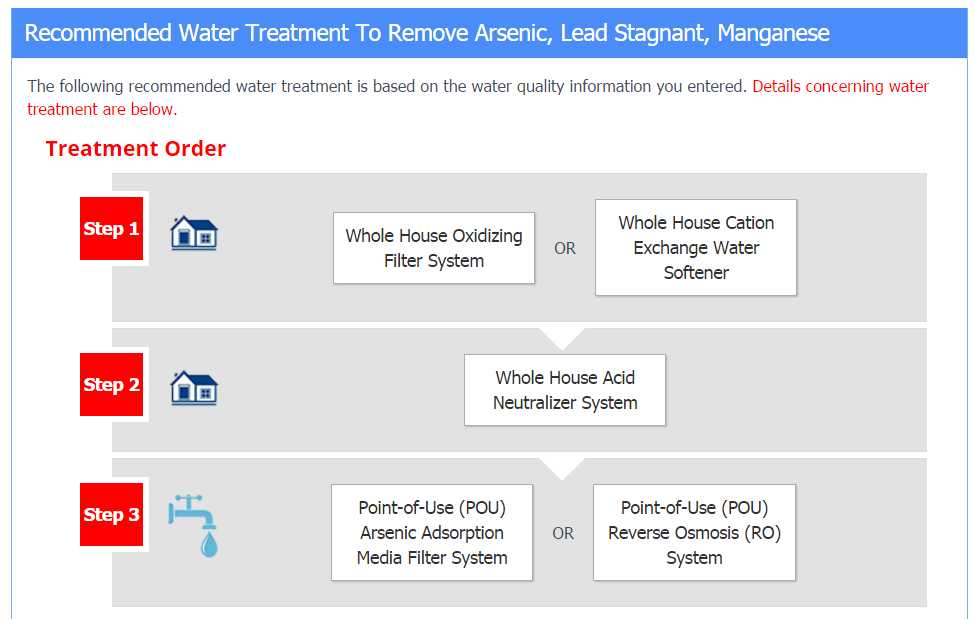 Recommended Water Treatment To Remove Arsenic, Lead Stagnant, Manganese
The following recommended water treatment is based on the water quality information you entered. Details concerning water
treatment are below.
Treatment Order
Step 1
Whole House Oxidizing
Filter System
OR
Whole House Cation
Exchange Water
Softener
Step 2
Whole House Acid
Neutralizer System
Step 3
Point-of-Use (POU)
Arsenic Adsorption
Media Filter System
OR
Point-of-Use (POU)
Reverse Osmosis (RO)
System